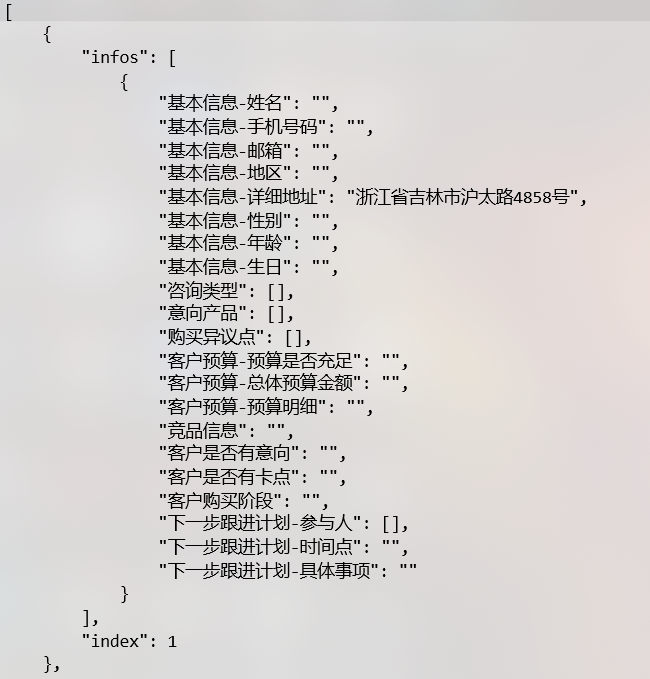 [
    {
        "infos": [
            {
                "基本信息-姓名": "",
                "基本信息-手机号码": "",
                "基本信息-邮箱": "",
                "基本信息-地区": "",
                "基本信息-详细地址": "浙江省吉林市沪太路4858号",
                "基本信息-性别": "",
                "基本信息-年龄": "",
                "基本信息-生日": "",
                "咨询类型": [],
                "意向产品": [],
                "购买异议点": [],
                "客户预算-预算是否充足": "",
                "客户预算-总体预算金额": "",
                "客户预算-预算明细": "",
                "竞品信息": "",
                "客户是否有意向": "",
                "客户是否有卡点": "",
                "客户购买阶段": "",
                "下一步跟进计划-参与人": [],
                "下一步跟进计划-时间点": "",
                "下一步跟进计划-具体事项": ""
            }
        ],
        "index": 1
    },